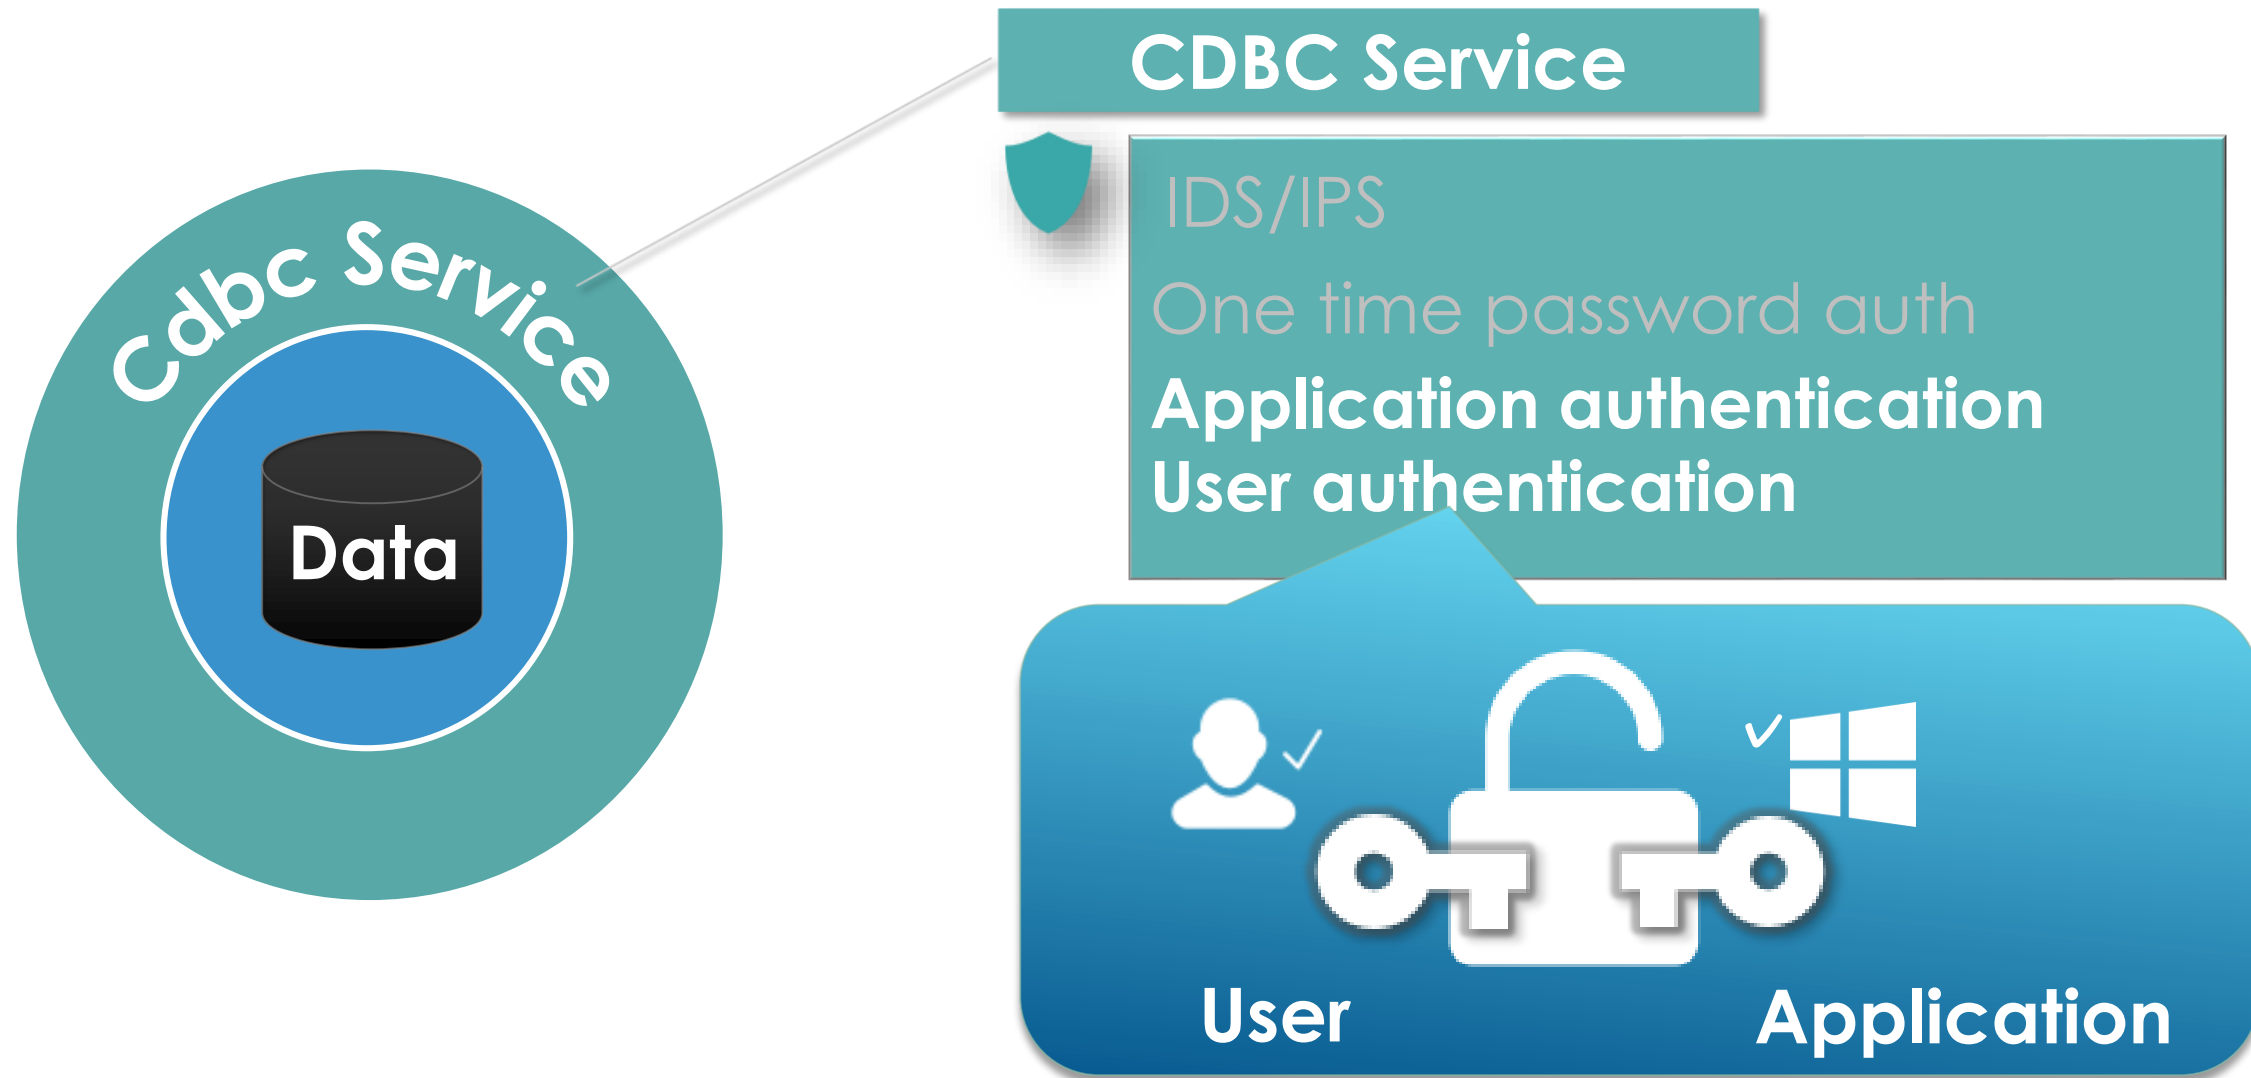 CDBC Service
Cdbc Service
Data
IDS/IPS
One time password auth
Application authentication
User authentication
User
Application